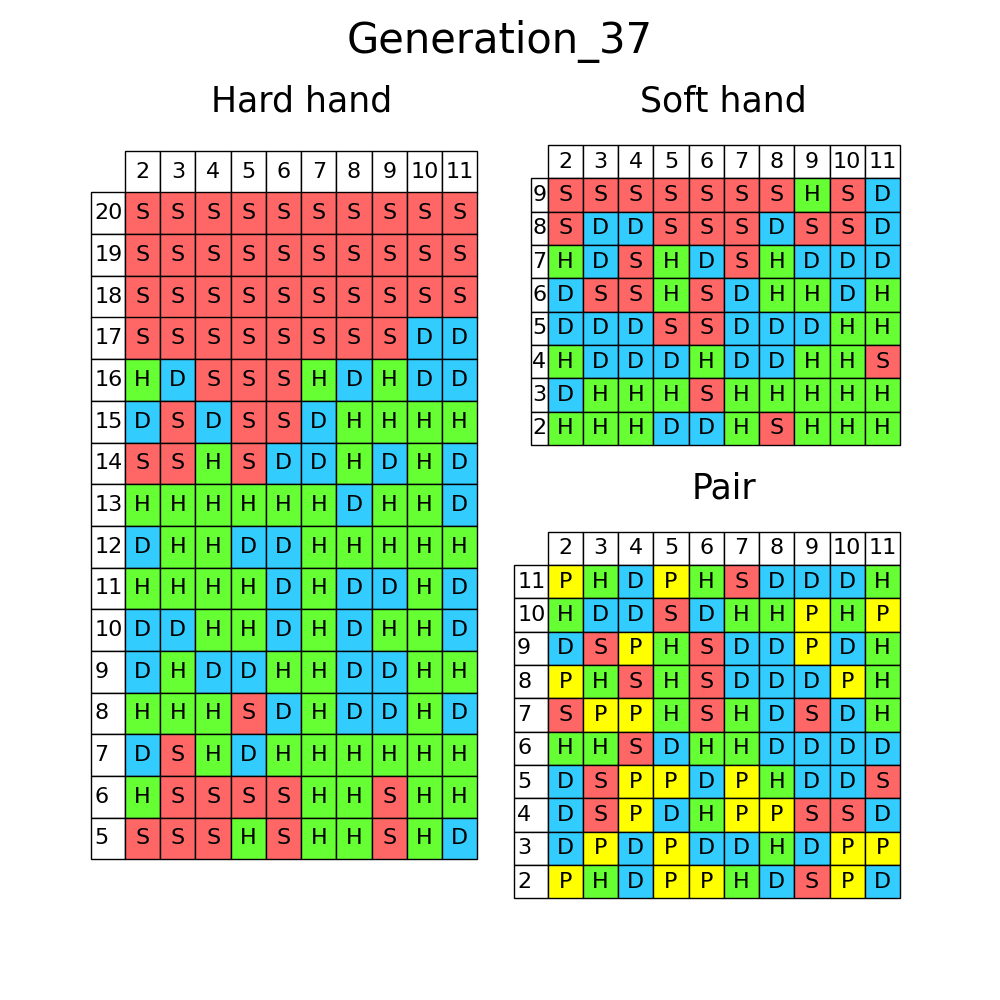 Generation_37
Hard hand
2 3 4 5 6 7 8 9 10 11
20 S S S S S S S S S S
19 S S S S S S S S S S
18 S S S S S S S S S S
17 S S S S S S S S D D
16 H D S S S H D H D D
15 D S D S S D H H H H
14 S S H S D D H D H D
13 H H H H H H D H H D
12 D H H D D H H H H H
11 H H H H D H D D H D
10 D D H H D H D H H D
9 D H D D H H D D H H
8 H H H S D H D D H D
7 D S H D H H H H H H
6 H S S S S H H S H H
5 S S S H S H H S H D
Soft hand
2 3 4 5 6 7 8 9 10 11
9 S S S S S S S H S D
8 S D D S S S D S S D
7 H D S H D S H D D D
6 D S S H S D H H D H
5 D D D S S D D D H H
4 H D D D H D D H H S
3 D H H H S H H H H H
2 H H H D D H S H H H
Pair
2 3 4 5 6 7 8 9 10 11
11 P H D P H S D D D H
10 H D D S D H H P H P
9 D S P H S D D P D H
8 P H S H S D D D P H
7 S P P H S H D S D H
6 H H S D H H D D D D
5 D S P P D P H D D S
4 D S P D H P P S S D
3 D P D P D D H D P P
2 P H D P P H D S P D